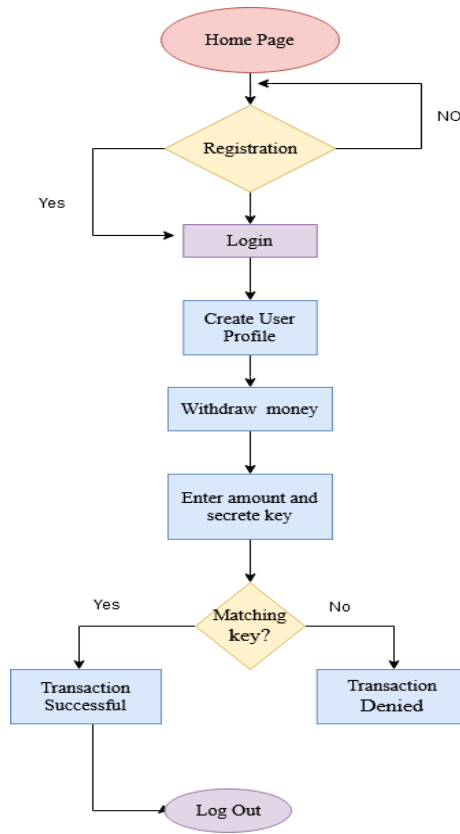 Home Page
NO
Registration
Yes
Login
Create User
Profile
Withdraw money
Enter amount and
secrete key
Yes
No
Matching
key?
Transaction
Successful
Transaction
Denied
Log Out